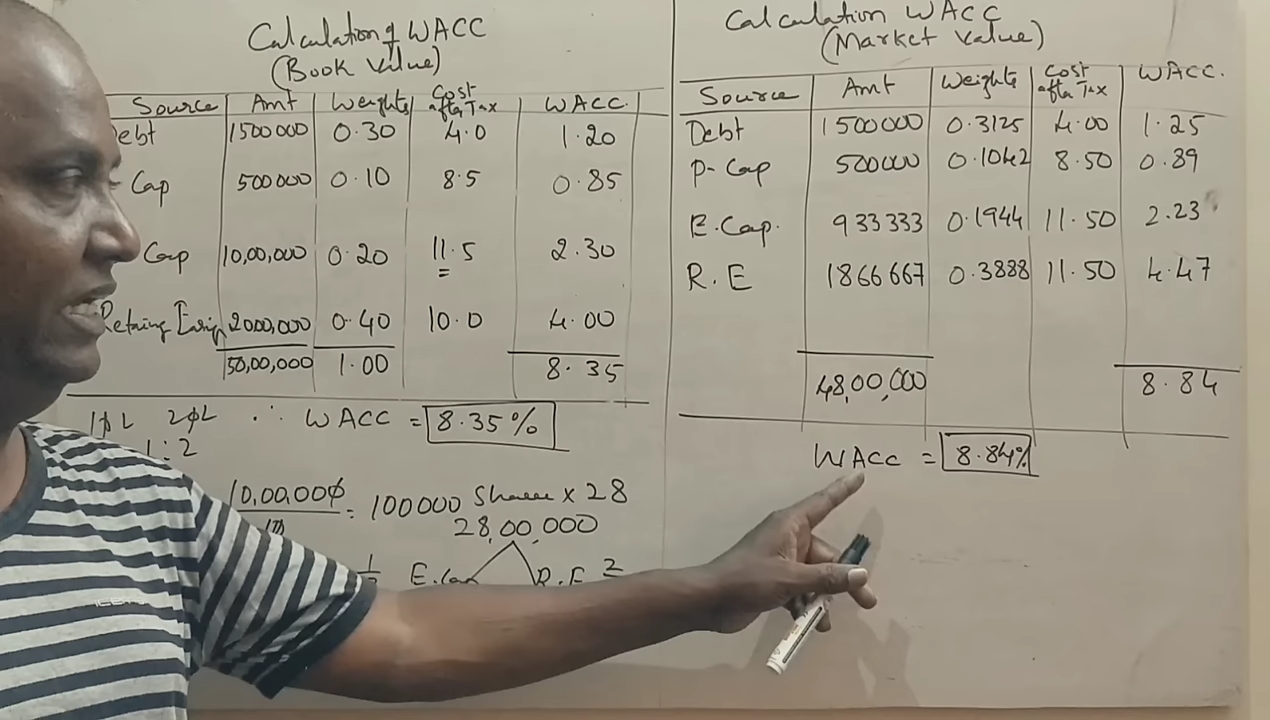 Calculation of WACC
(Book Value)
Source Amt Weights Cost after Tax WACC.
ebt 1500000 0.30 4.0 1.20
Cap 500000 0.10 8.5 0.85
Cap 10,00,000 0.20 11.5 2.30
Retaing 2000,000 0.40 10.0 4.00
50,00,000 1.00 8.35
∴ WACC = 8.35%
1:2
10,00,000 = 100000 Shares x 28
28,00,000
E.Cap R.E 2
Calculation WACC
(Market Value)
Source Amt Weights Cost after Tax WACC.
Debt 1500000 0.3125 4.00 1.25
P-Cap 500000 0.1042 8.50 0.89
E.Cap. 933333 0.1944 11.50 2.23
R.E 1866667 0.3888 11.50 4.47
48,00,000 8.84
WACC = 8.84%